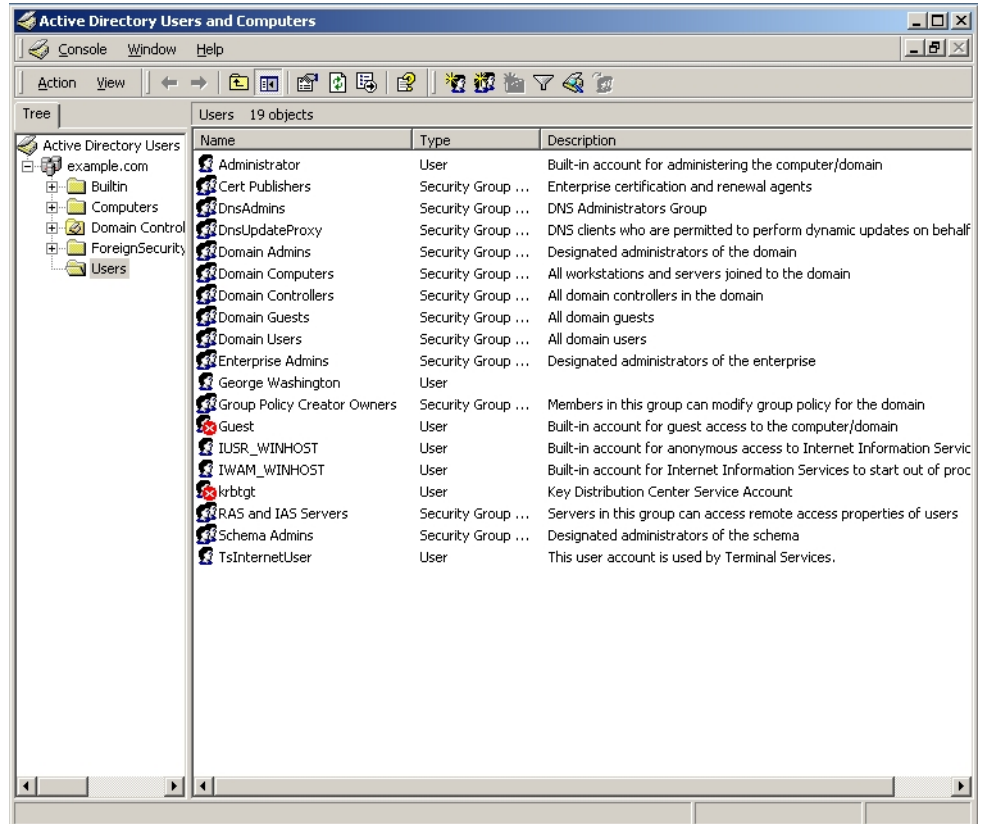 Active Directory Users and Computers
Console Window Help
Action View
Tree
Users 19 objects
Active Directory Users
example.com
Builtin
Computers
Domain Control
ForeignSecurity
Users
Name Type Description
Administrator User Built-in account for administering the computer/domain
Cert Publishers Security Group ... Enterprise certification and renewal agents
DnsAdmins Security Group ... DNS Administrators Group
DnsUpdateProxy Security Group ... DNS clients who are permitted to perform dynamic updates on behalf
Domain Admins Security Group ... Designated administrators of the domain
Domain Computers Security Group ... All workstations and servers joined to the domain
Domain Controllers Security Group ... All domain controllers in the domain
Domain Guests Security Group ... All domain guests
Domain Users Security Group ... All domain users
Enterprise Admins Security Group ... Designated administrators of the enterprise
George Washington User
Group Policy Creator Owners Security Group ... Members in this group can modify group policy for the domain
Guest User Built-in account for guest access to the computer/domain
IUSR_WINHOST User Built-in account for anonymous access to Internet Information Servic
IWAM_WINHOST User Built-in account for Internet Information Services to start out of proc
krbtgt User Key Distribution Center Service Account
RAS and IAS Servers Security Group ... Servers in this group can access remote access properties of users
Schema Admins Security Group ... Designated administrators of the schema
TsInternetUser User This user account is used by Terminal Services.